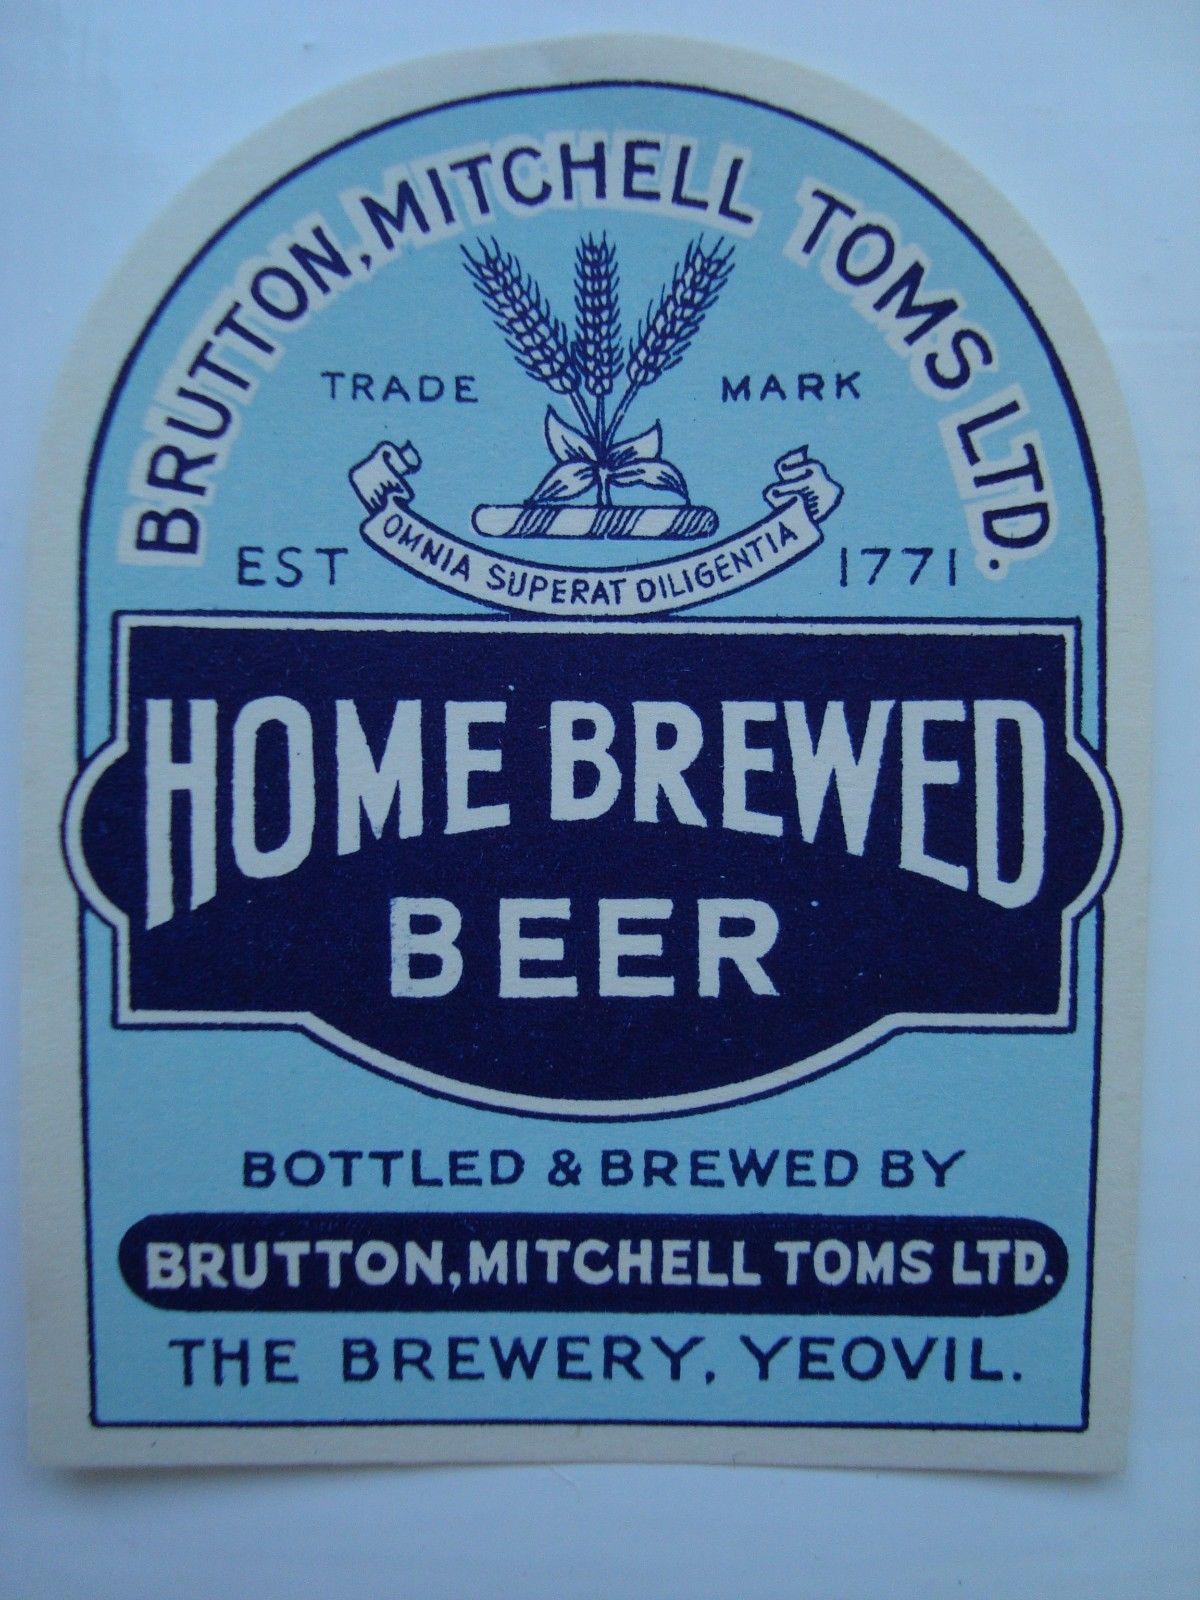 BRUTTON, MITCHELL TOMS LTD.
TRADE MARK
OMNIA SUPERAT DILIGENTIA
EST 1771
HOME BREWED
BEER
BOTTLED & BREWED BY
BRUTTON, MITCHELL TOMS LTD.
THE BREWERY, YEOVIL.